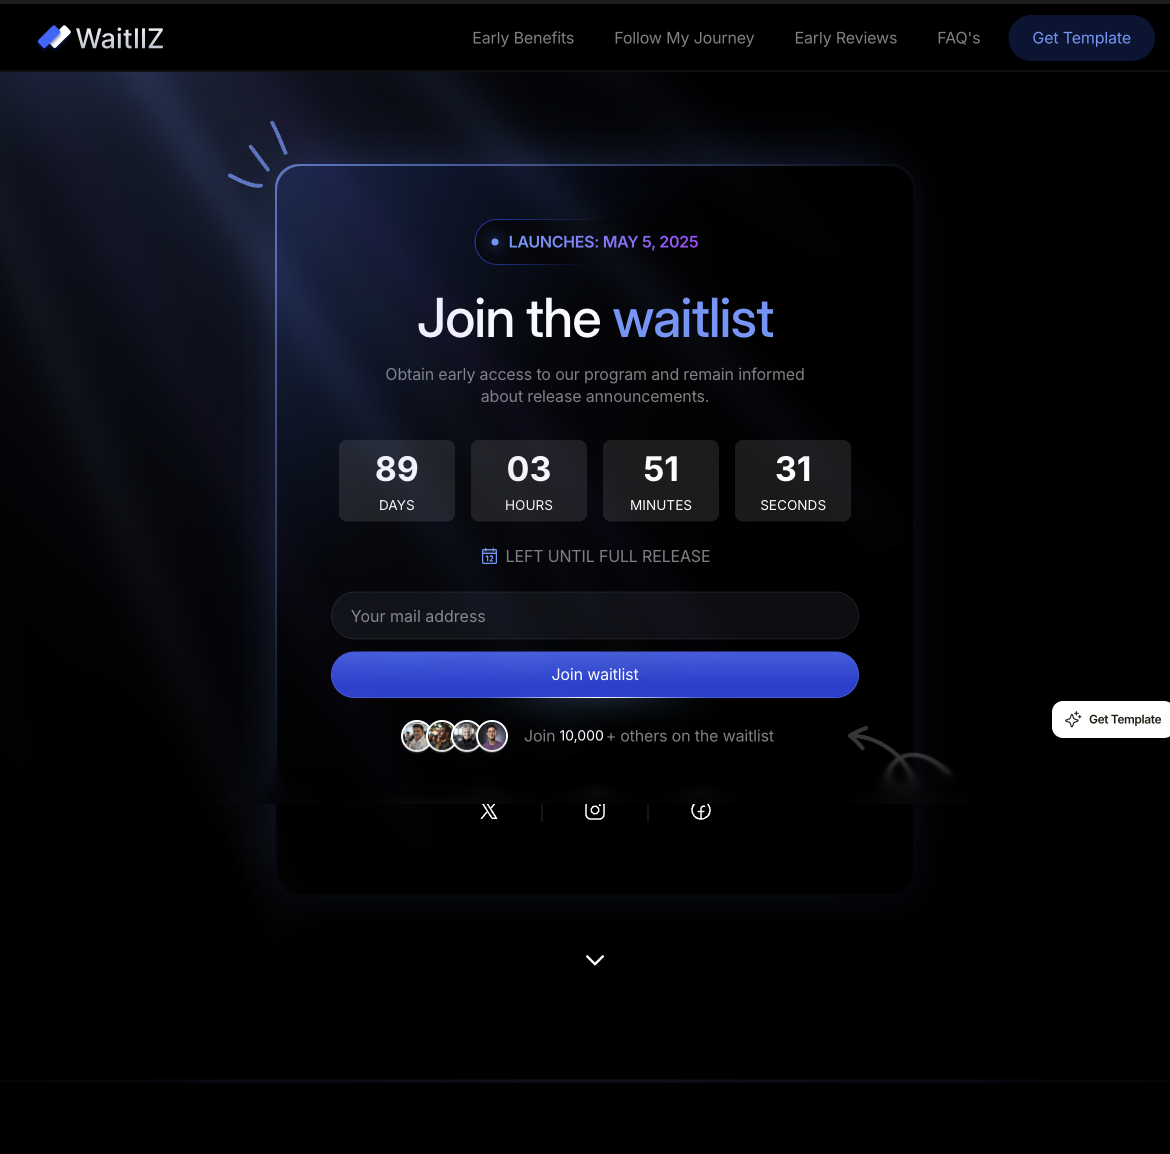 WaitlIZ
Early Benefits
Follow My Journey
Early Reviews
FAQ's
Get Template
LAUNCHES: MAY 5, 2025
Join the waitlist
Obtain early access to our program and remain informed
about release announcements.
89
DAYS
03
HOURS
51
MINUTES
31
SECONDS
12
LEFT UNTIL FULL RELEASE
Your mail address
Join waitlist
Join 10,000+ others on the waitlist
Get Template